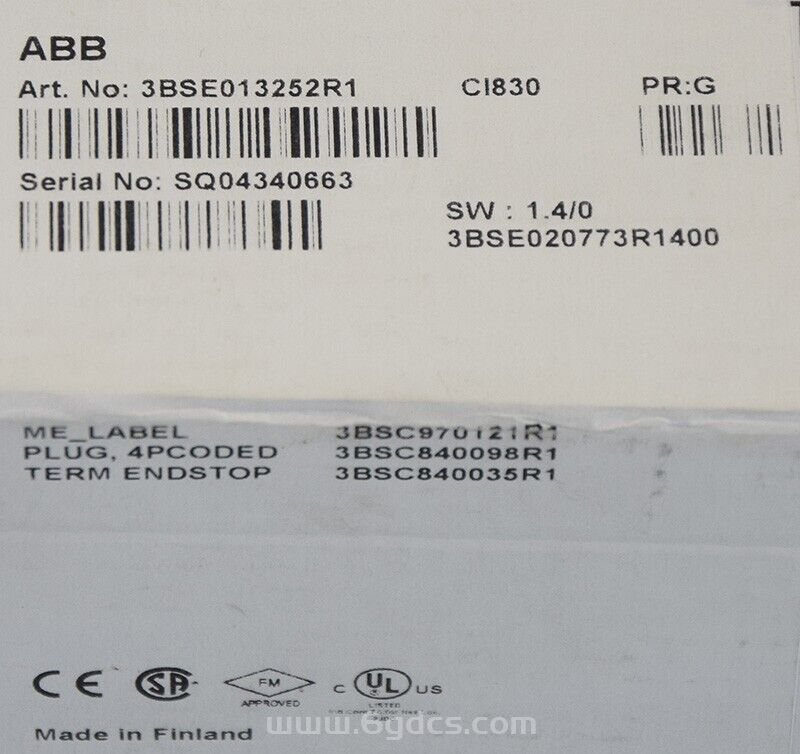 ABB
Art. No: 3BSE013252R1 CI830 PR:G
Serial No: SQ04340663
SW : 1.4/0
3BSE020773R1400
ME_LABEL 3BSC970121R1
PLUG, 4PCODED 3BSC840098R1
TERM ENDSTOP 3BSC840035R1
CE SA FM C UL US
APPROVED LISTED
www.6gdcs.com
Made in Finland